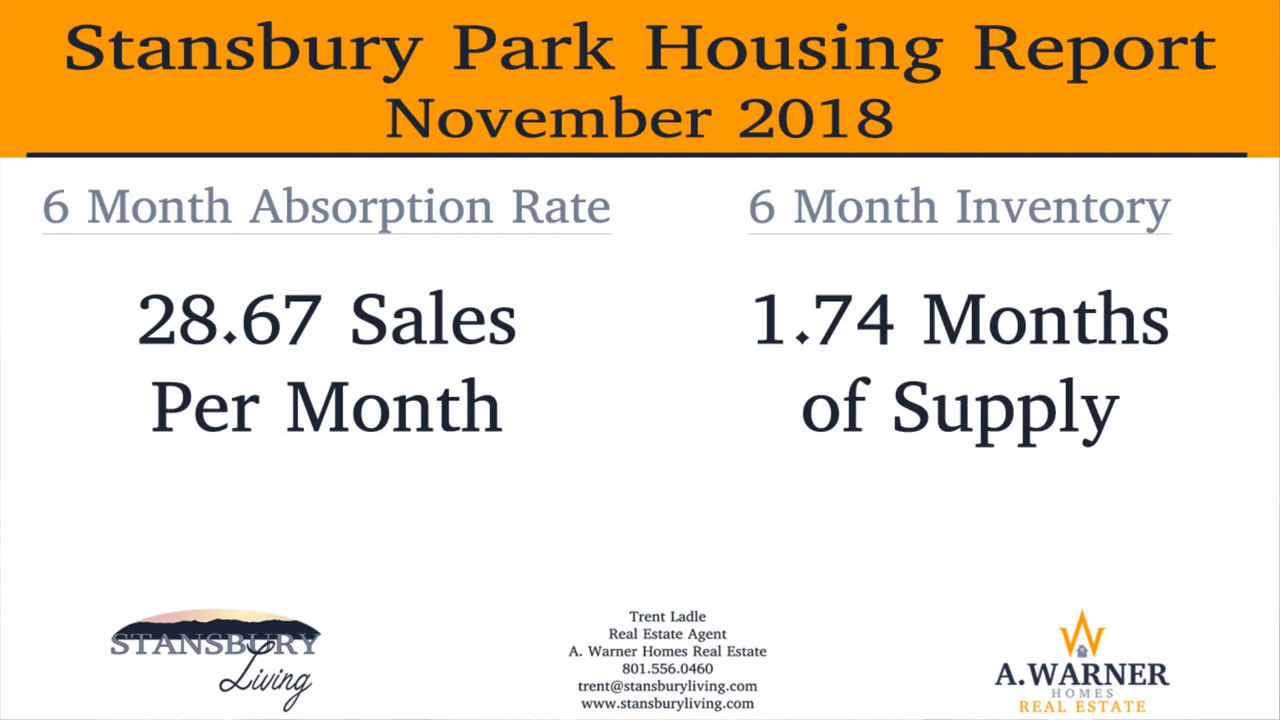 Stansbury Park Housing Report
November 2018
6 Month Absorption Rate
28.67 Sales
Per Month
6 Month Inventory
1.74 Months
of Supply
STANSBURY
Living
Trent Ladle
Real Estate Agent
A. Warner Homes Real Estate
801.556.0460
trent@stansburyliving.com
www.stansburyliving.com
A.WARNER
HOMES
REAL ESTATE